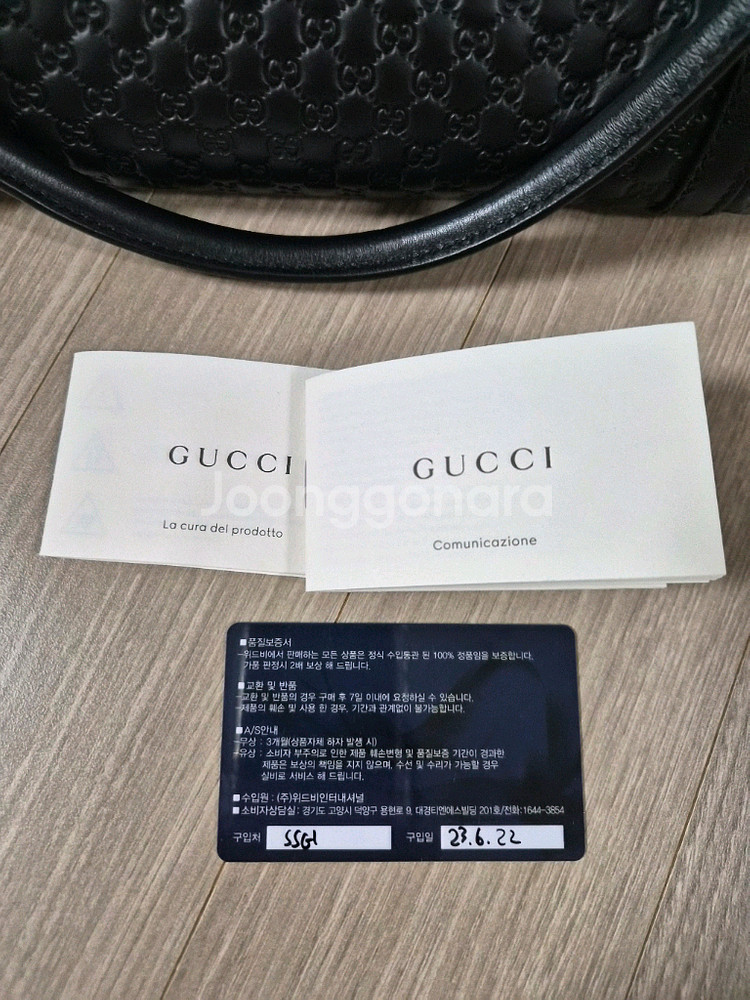 GUCCI
La cura del prodotto
GUCCI
Comunicazione
Joonggonara
■품질보증서
-위드비에서 판매하는 모든 상품은 정식 수입통관 된 100% 정품임을 보증합니다.
가품 판정시 2배 보상 해 드립니다.
■교환 및 반품
-교환 및 반품의 경우 구매 후 7일 이내에 요청하실 수 있습니다.
-제품의 훼손 및 사용 한 경우, 기간과 관계없이 불가능합니다.
■A/S안내
-무상 : 3개월(상품자체 하자 발생 시)
-유상 : 소비자 부주의로 인한 제품 훼손변형 및 품질보증 기간이 경과한
제품은 보상의 책임을 지지 않으며, 수선 및 수리가 가능할 경우
실비로 서비스 해 드립니다.
■수입원 : (주)위드비인터내셔널
■소비자상담실: 경기도 고양시 덕양구 용현로 9, 대경티엔에스빌딩 201호/전화:1644-3854
구입처 SSG 구입일 23.6.22